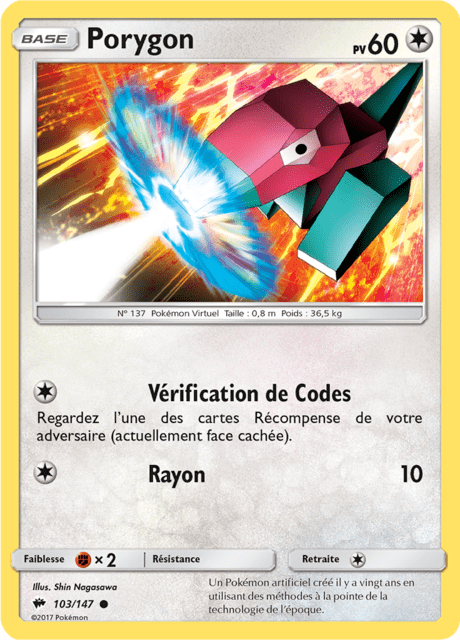 BASE Porygon PV60
N° 137 Pokémon Virtuel Taille : 0,8 m Poids : 36,5 kg
Vérification de Codes
Regardez l'une des cartes Récompense de votre
adversaire (actuellement face cachée).
Rayon 10
Faiblesse ×2 Résistance Retraite
Illus. Shin Nagasawa
103/147
©2017 Pokémon
Un Pokémon artificiel créé il y a vingt ans en
utilisant des méthodes à la pointe de la
technologie de l'époque.